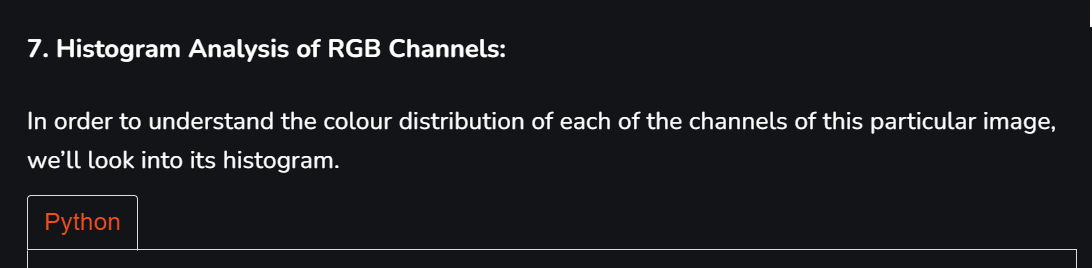 7. Histogram Analysis of RGB Channels:
In order to understand the colour distribution of each of the channels of this particular image,
we’ll look into its histogram.
Python